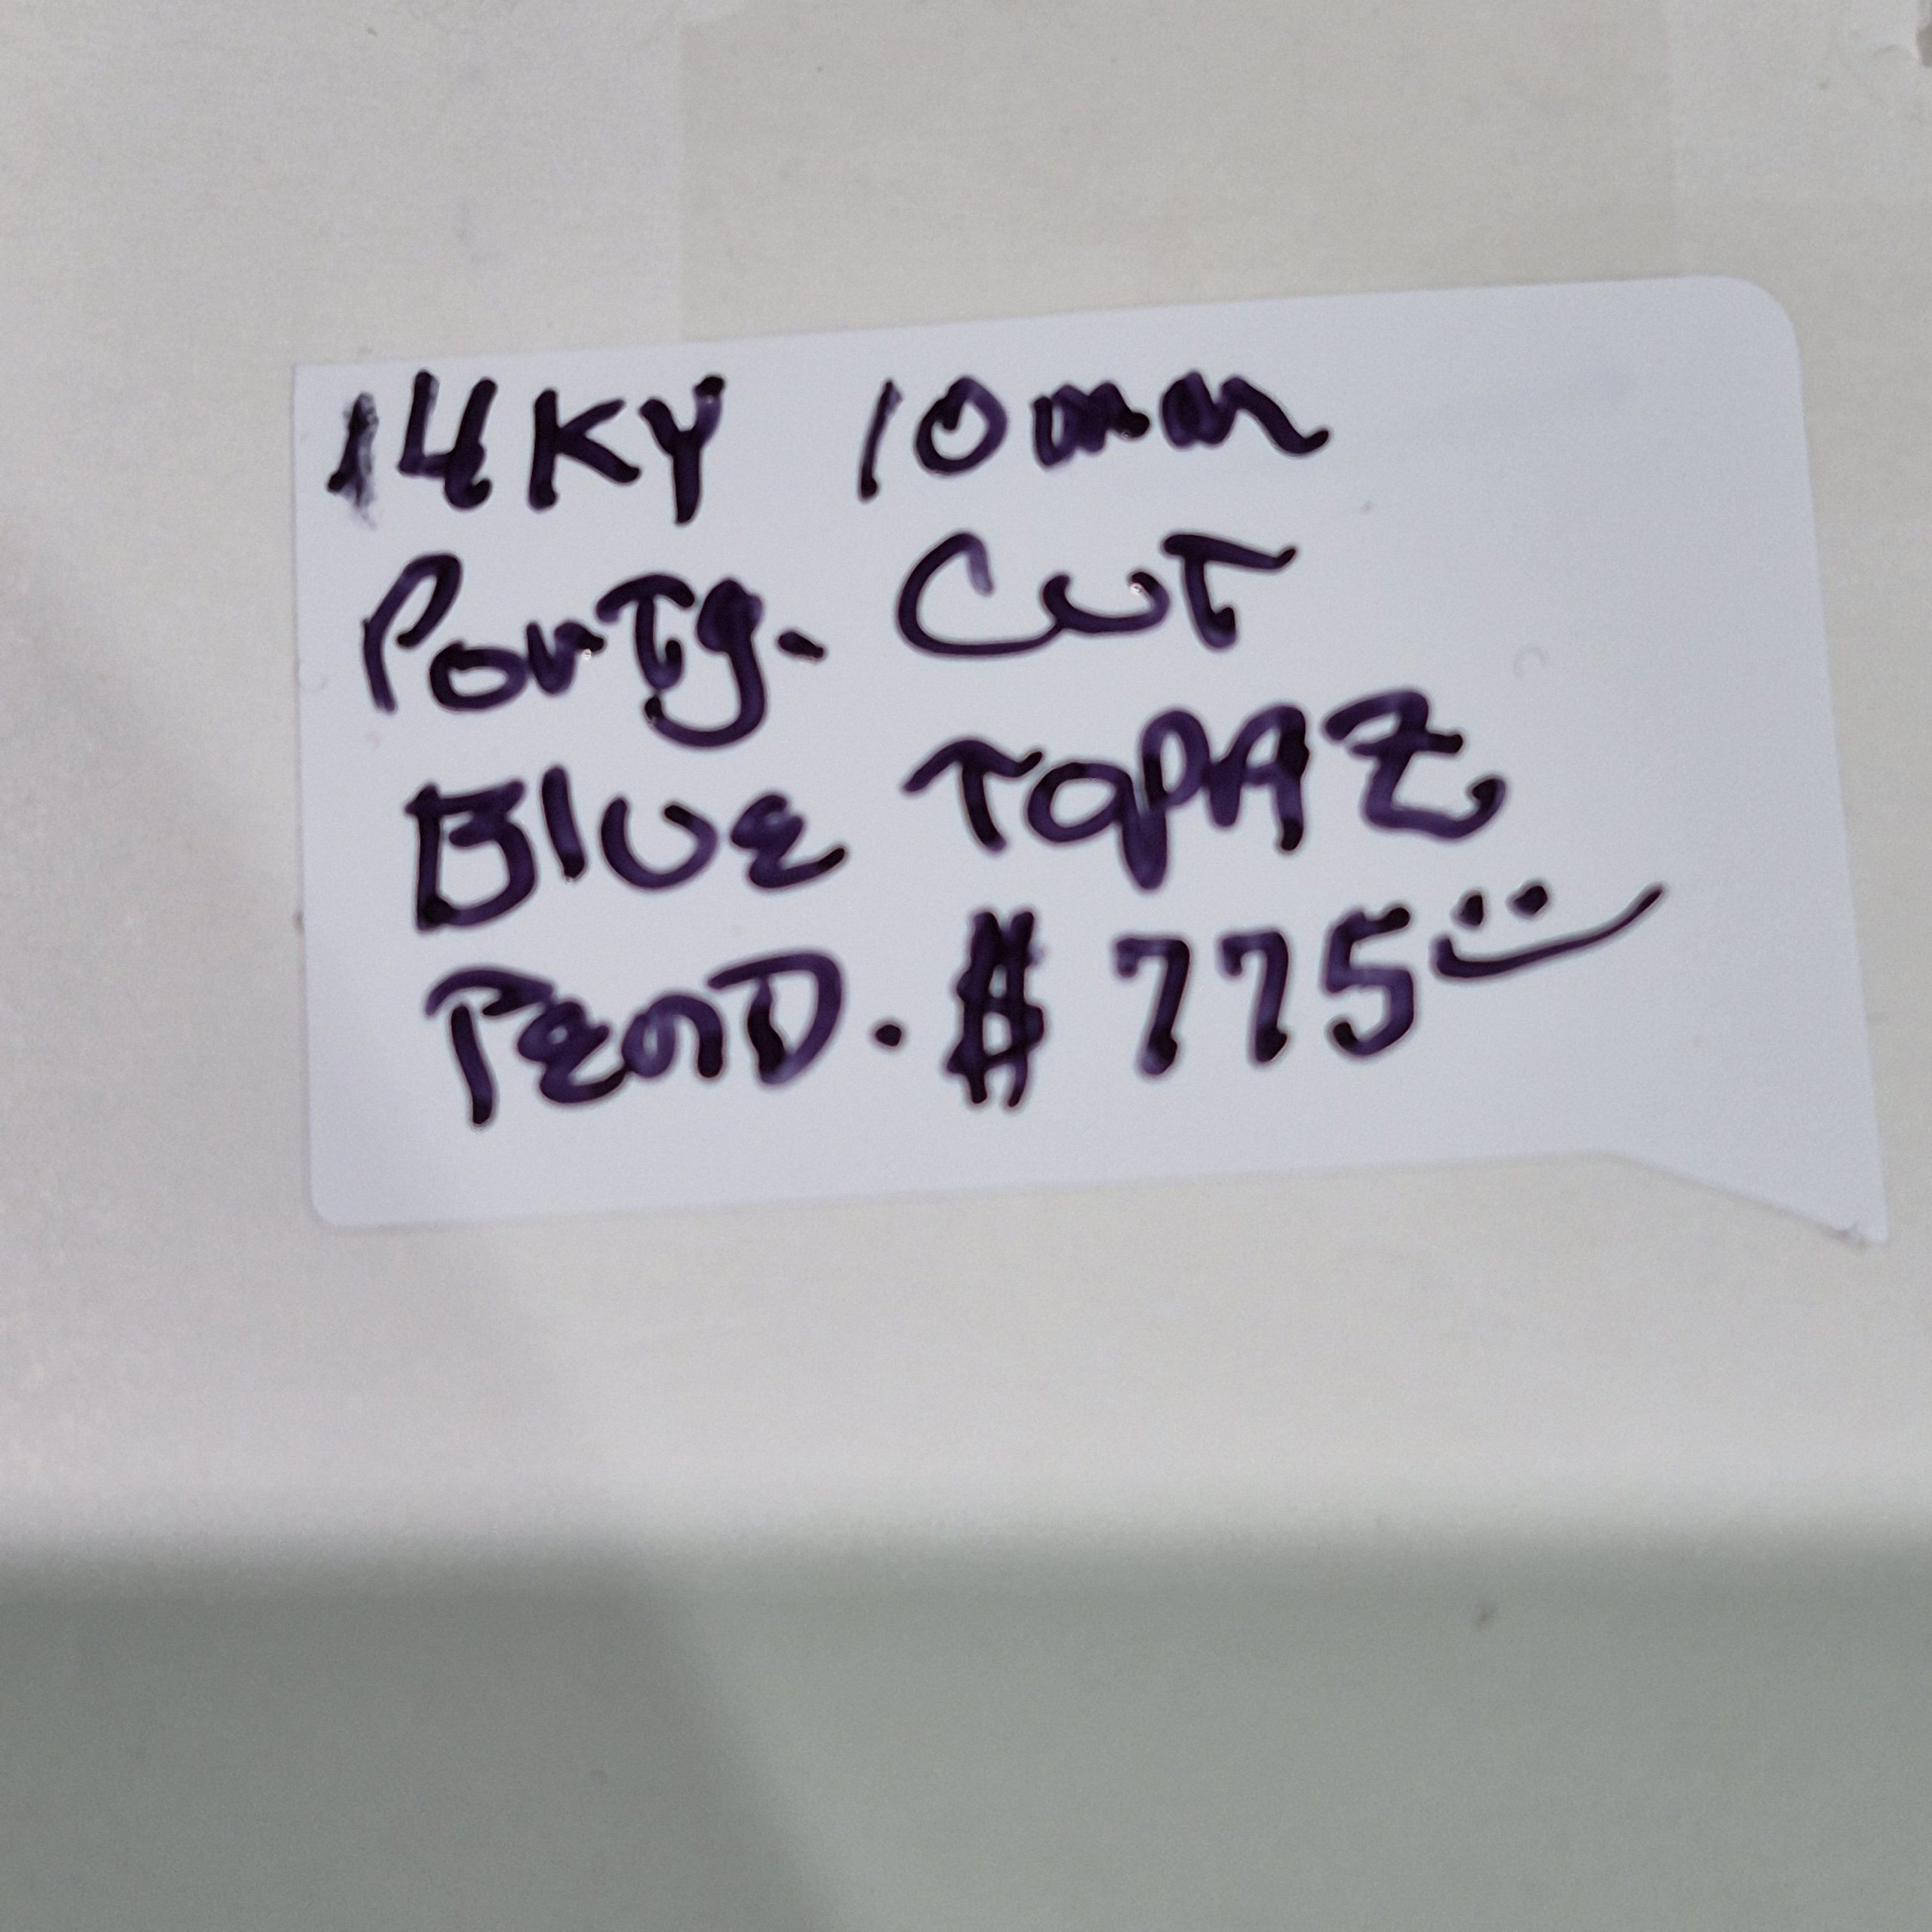 14KY 10mm
Portg. CUT
Blue TOPAZ
PenD. $ 775